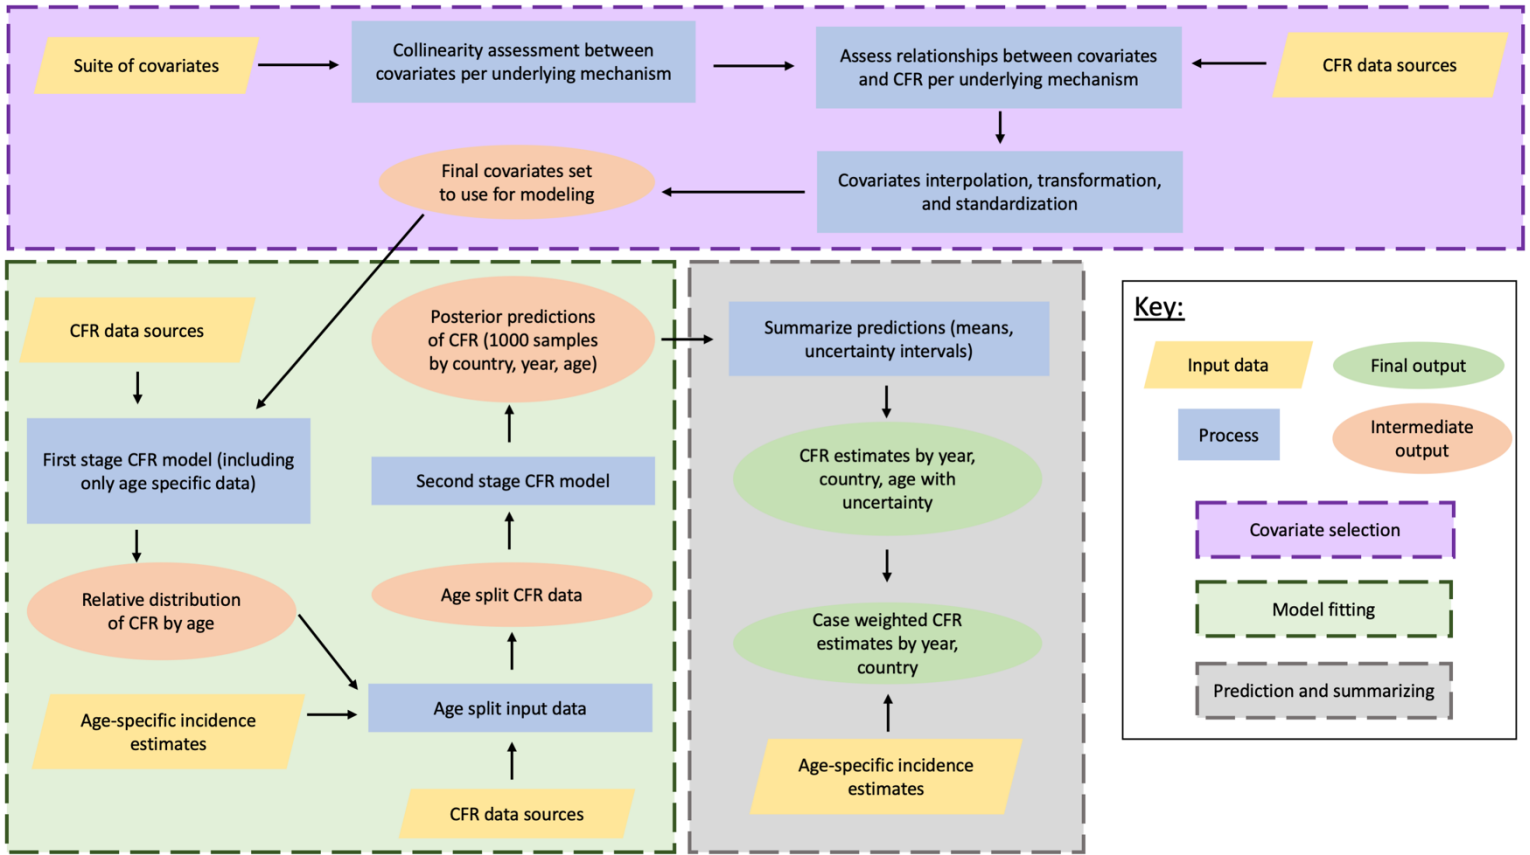 Suite of covariates
Collinearity assessment between
covariates per underlying mechanism
Assess relationships between covariates
and CFR per underlying mechanism
CFR data sources
Final covariates set
to use for modeling
Covariates interpolation, transformation,
and standardization
CFR data sources
First stage CFR model (including
only age specific data)
Relative distribution
of CFR by age
Age-specific incidence
estimates
Posterior predictions
of CFR (1000 samples
by country, year, age)
Second stage CFR model
Age split CFR data
Age split input data
CFR data sources
Summarize predictions (means,
uncertainty intervals)
CFR estimates by year,
country, age with
uncertainty
Case weighted CFR
estimates by year,
country
Age-specific incidence
estimates
Key:
Input data
Final output
Process
Intermediate
output
Covariate selection
Model fitting
Prediction and summarizing